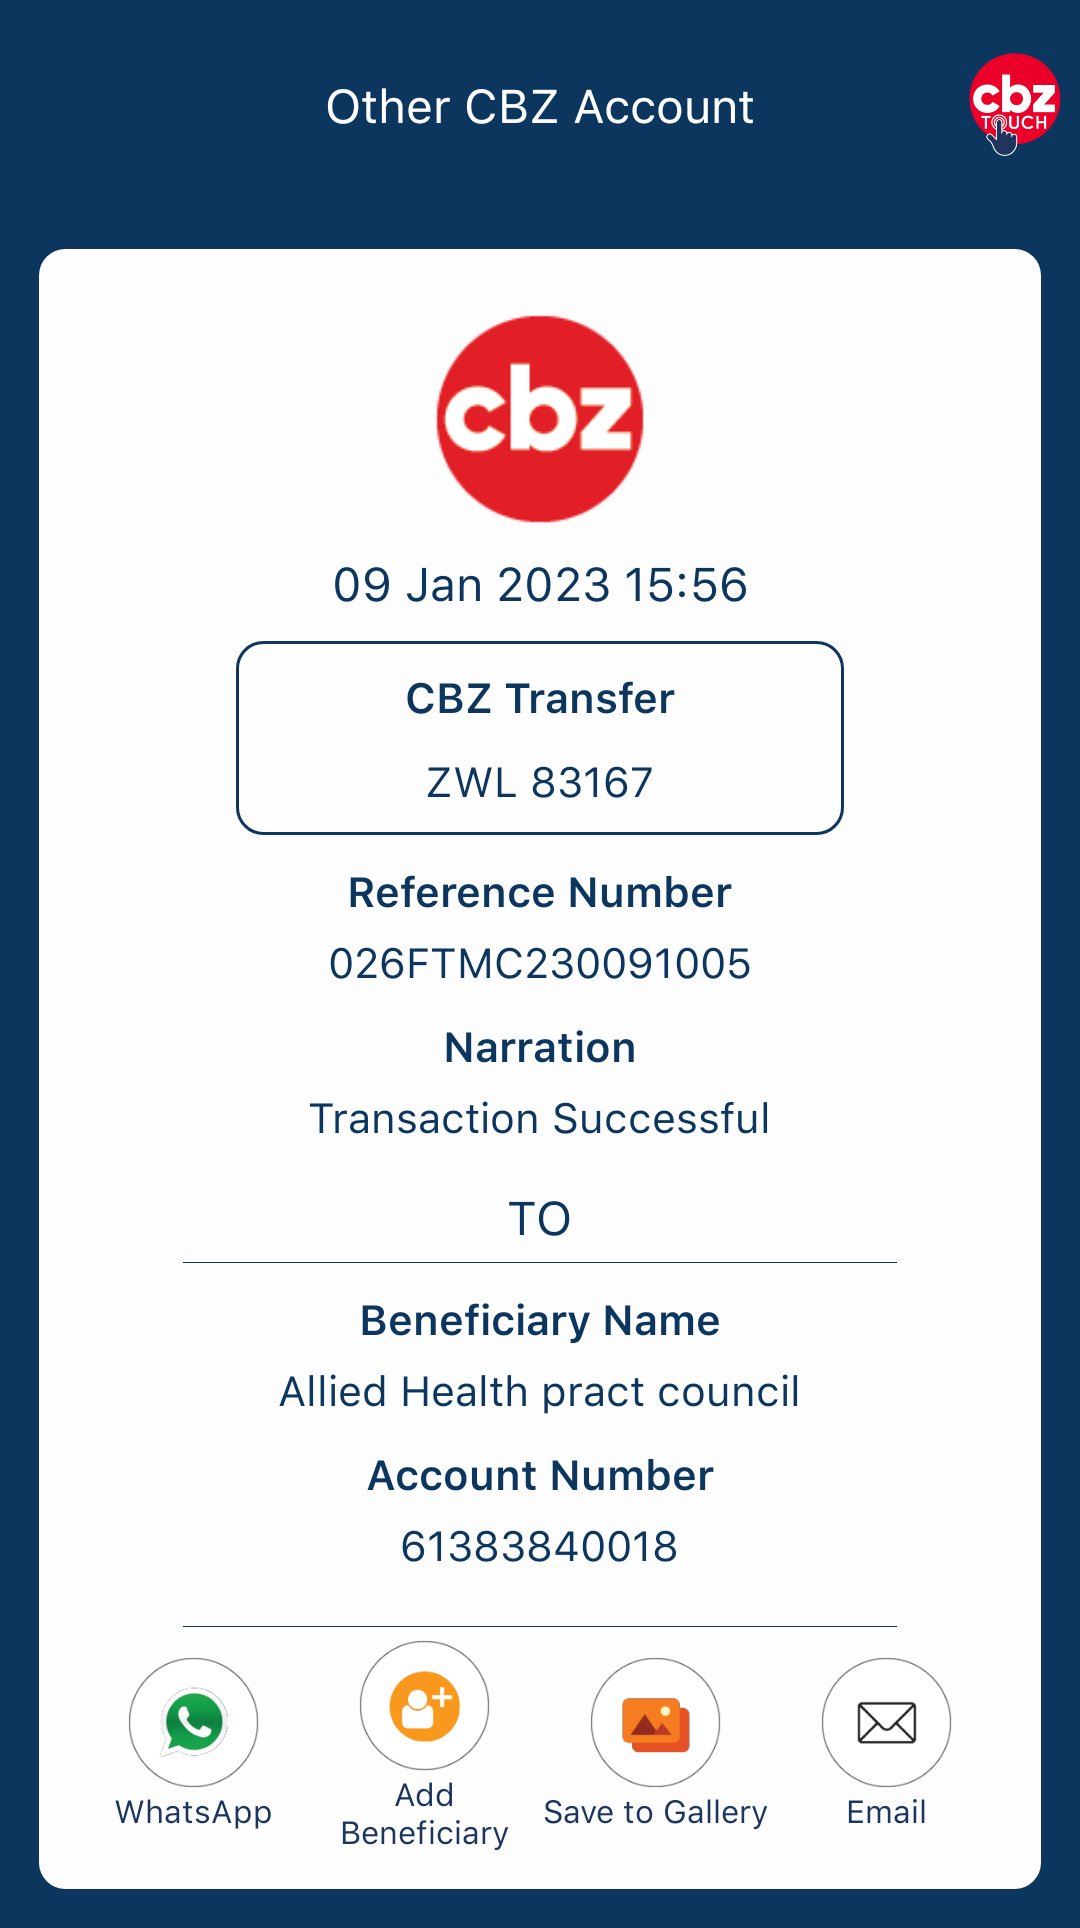 Other CBZ Account
cbz
TOUCH
cbz
09 Jan 2023 15:56
CBZ Transfer
ZWL 83167
Reference Number
026FTMC230091005
Narration
Transaction Successful
TO
Beneficiary Name
Allied Health pract council
Account Number
61383840018
WhatsApp
Add
Beneficiary
Save to Gallery
Email